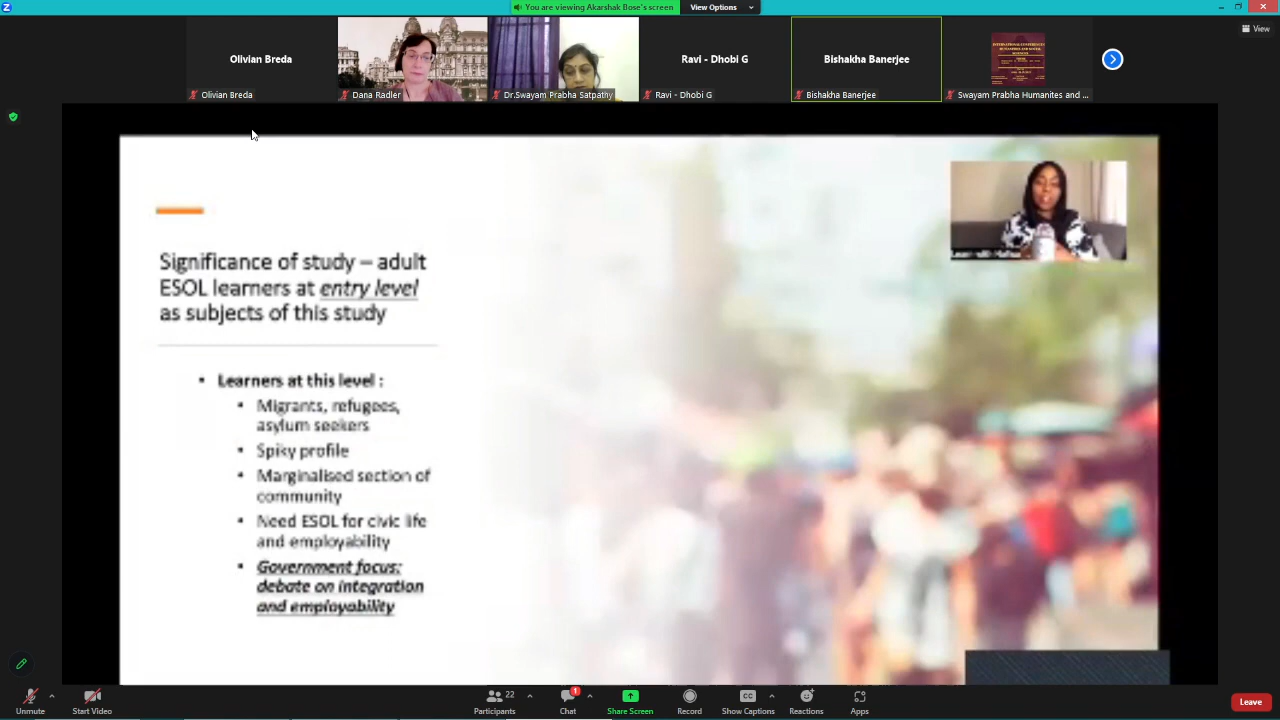 You are viewing Akarshak Bose's screen
View Options
View
Olivian Breda
Ravi - Dhobi G
Bishakha Banerjee
Olivian Breda
Dana Radler
Dr.Swayam Prabha Satpathy
Ravi - Dhobi G
Bishakha Banerjee
Swayam Prabha Humanites and ...
Significance of study – adult
ESOL learners at entry level
as subjects of this study
• Learners at this level :
• Migrants, refugees,
asylum seekers
• Spiky profile
• Marginalised section of
community
• Need ESOL for civic life
and employability
• Government focus:
debate on integration
and employability
Unmute
Start Video
22
Participants
1
Chat
Share Screen
Record
CC
Show Captions
Reactions
Apps
Leave